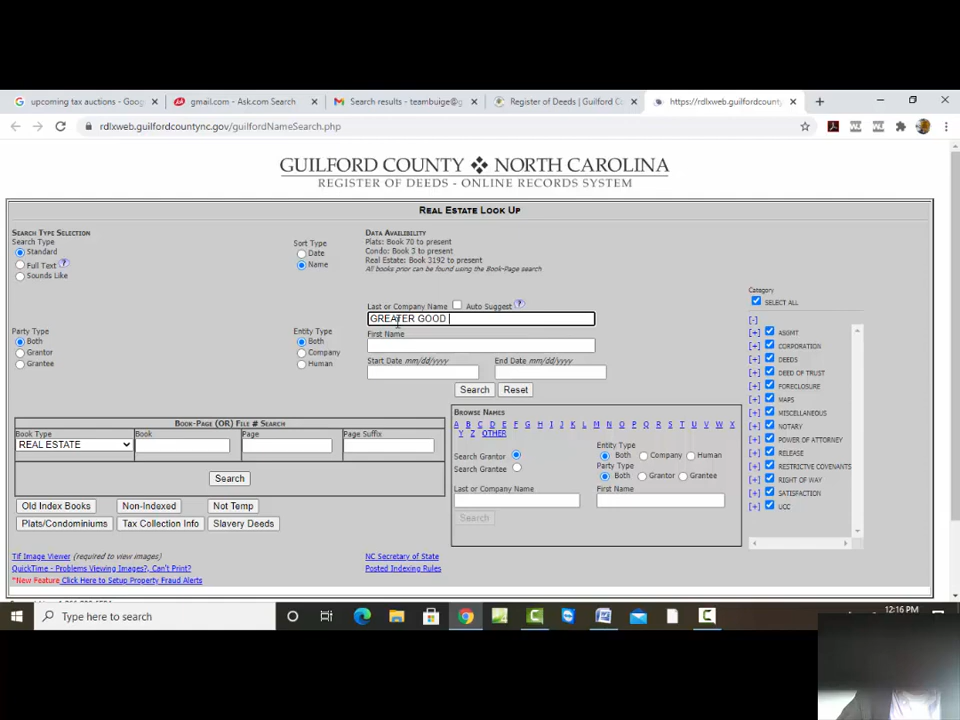 upcoming tax auctions - Goog
gmail.com - Ask.com Search
Search results - teambuige@g
Register of Deeds | Guilford C
https://rdlxweb.guilfordcounty
rdlxweb.guilfordcountync.gov/guilfordNameSearch.php
GUILFORD COUNTY NORTH CAROLINA
REGISTER OF DEEDS - ONLINE RECORDS SYSTEM
REAL ESTATE LOOK UP
SEARCH TYPE SELECTION
Search Type
Standard
Full Text ?
Sounds Like
Sort Type
Date
Name
DATA AVAILIBILITY
Plats: Book 70 to present
Condo: Book 3 to present
Real Estate: Book 3192 to present
All books prior can be found using the Book-Page search
Last or Company Name Auto Suggest ?
GREATER GOOD
First Name
Start Date mm/dd/yyyy End Date mm/dd/yyyy
Search Reset
Party Type
Both
Grantor
Grantee
Entity Type
Both
Company
Human
Category
SELECT ALL
[-]
[+] ASGMT
[+] CORPORATION
[+] DEEDS
[+] DEED OF TRUST
[+] FORECLOSURE
[+] MAPS
[+] MISCELLANEOUS
[+] NOTARY
[+] POWER OF ATTORNEY
[+] RELEASE
[+] RESTRICTIVE COVENANTS
[+] RIGHT OF WAY
[+] SATISFACTION
[+] UCC
BOOK-PAGE (OR) FILE # SEARCH
Book Type Book Page Page Suffix
REAL ESTATE
Search
BROWSE NAMES
A B C D E F G H I J K L M N O P Q R S T U V W X
Y Z OTHER
Search Grantor
Search Grantee
Entity Type
Both Company Human
Party Type
Both Grantor Grantee
Last or Company Name First Name
Search
Old Index Books Non-Indexed Not Temp
Plats/Condominiums Tax Collection Info Slavery Deeds
Tif Image Viewer (required to view images)
QuickTime - Problems Viewing Images?, Can't Print?
*New Feature Click Here to Setup Property Fraud Alerts
NC Secretary of State
Posted Indexing Rules
Type here to search
12:16 PM